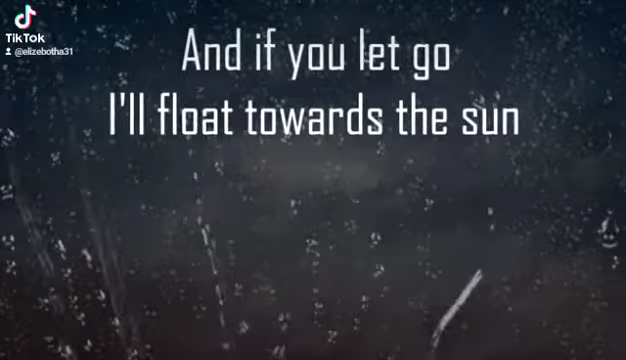 TikTok
@elizebotha31
And if you let go
I'll float towards the sun